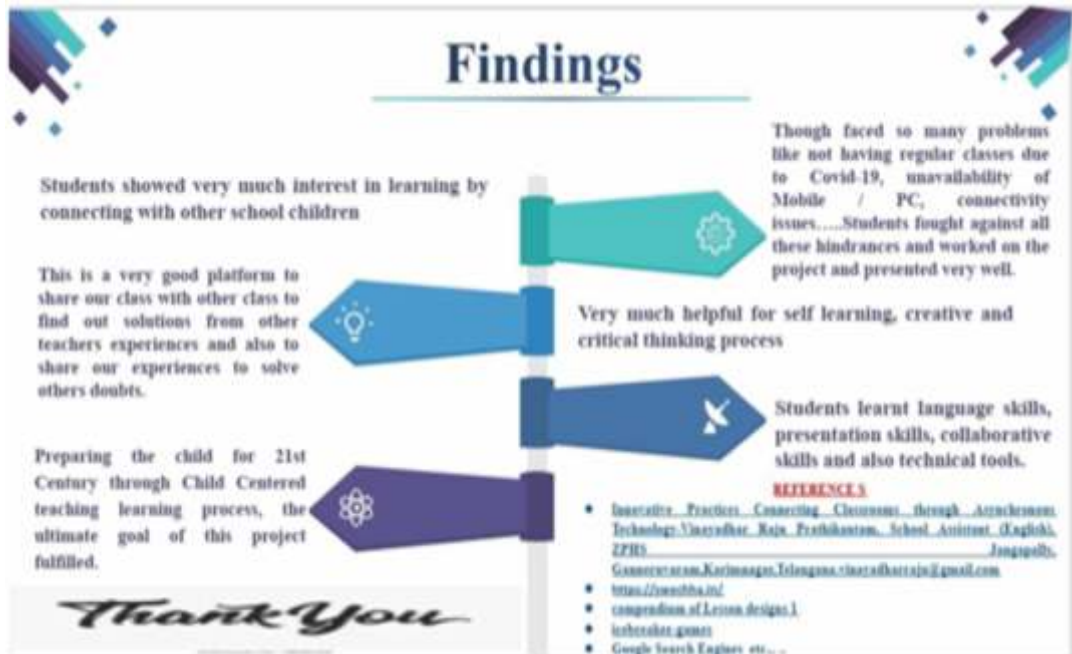 Findings
Students showed very much interest in learning by
connecting with other school children
This is a very good platform to
share our class with other class to
find out solutions from other
teachers experiences and also to
share our experiences to solve
others doubts.
Preparing the child for 21st
Century through Child Centered
teaching learning process, the
ultimate goal of this project
fulfilled.
Thank You
Though faced so many problems
like not having regular classes due
to Covid-19, unavailability of
Mobile / PC, connectivity
issues.....Students fought against all
these hindrances and worked on the
project and presented very well.
Very much helpful for self learning, creative and
critical thinking process
Students learnt language skills,
presentation skills, collaborative
skills and also technical tools.
REFERENCES
Innovative Practices Connecting Classrooms through Asynchronous
Technology-Vinayadhar Raju Prathikantam, School Assistant (English),
ZPHS Jangapally,
Ganneruvaram,Karimnagar,Telangana.vinayadharraju@gmail.com
https://swachha.in/
compendium of Lesson designs 1
icebreaker-games
Google Search Engines etc....